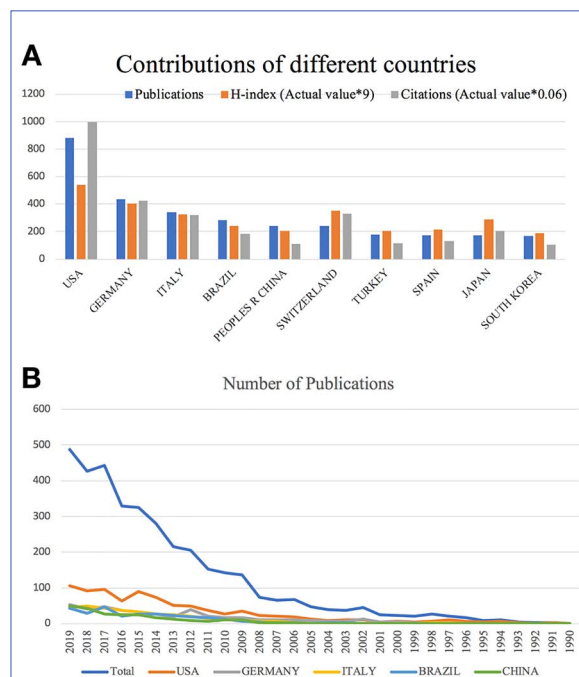 A
Contributions of different countries
1200
Publications H-index (Actual value*9) Citations (Actual value*0.06)
1000
800
600
400
200
0
USA
GERMANY
ITALY
BRAZIL
PEOPLES R CHINA
SWITZERLAND
TURKEY
SPAIN
JAPAN
SOUTH KOREA
B
Number of Publications
600
500
400
300
200
100
0
2019
2018
2017
2016
2015
2014
2013
2012
2011
2010
2009
2008
2007
2006
2005
2004
2003
2002
2001
2000
1999
1998
1997
1996
1995
1994
1993
1992
1991
1990
Total USA GERMANY ITALY BRAZIL CHINA